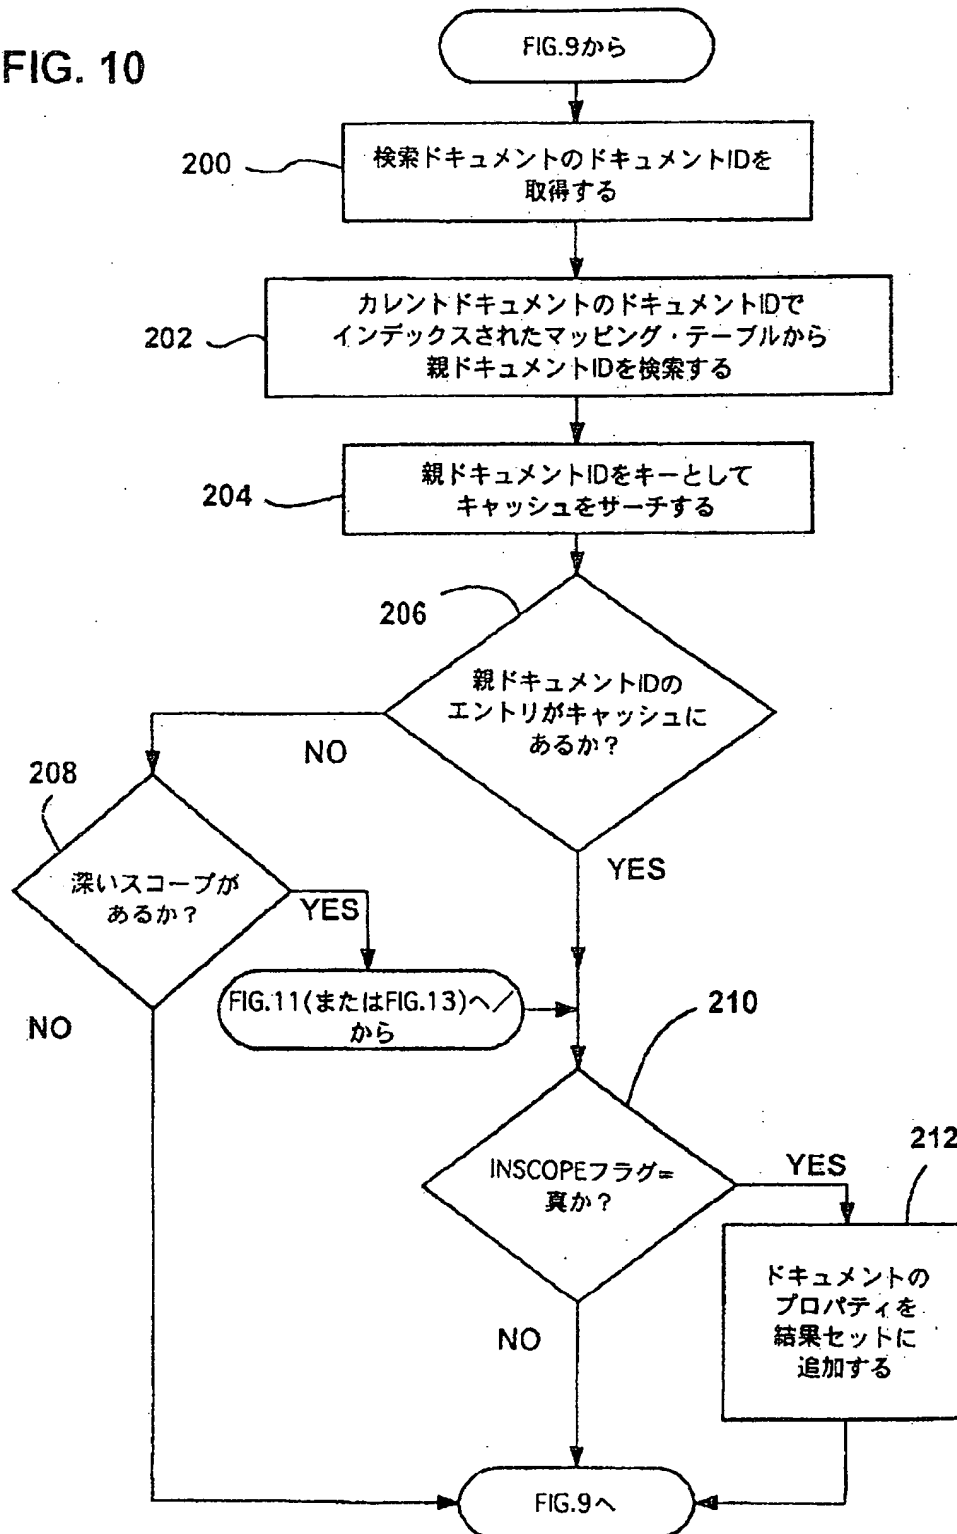 FIG. 10
FIG.9から
200
検索ドキュメントのドキュメントIDを
取得する
202
カレントドキュメントのドキュメントIDで
インデックスされたマッピング・テーブルから
親ドキュメントIDを検索する
204
親ドキュメントIDをキーとして
キャッシュをサーチする
206
親ドキュメントIDの
エントリがキャッシュに
あるか?
NO
YES
208
深いスコープが
あるか?
YES
NO
FIG.11(またはFIG.13)へ/
から
210
INSCOPEフラグ=
真か?
YES
NO
212
ドキュメントの
プロパティを
結果セットに
追加する
FIG.9へ